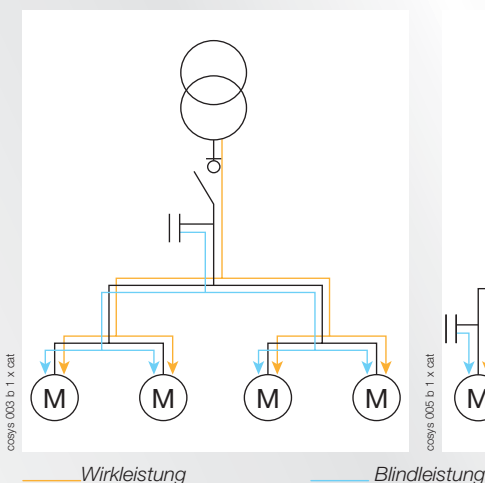 M M M M
M
cosys 003 b 1 x cat
cosys 005 b 1 x cat
Wirkleistung
Blindleistung